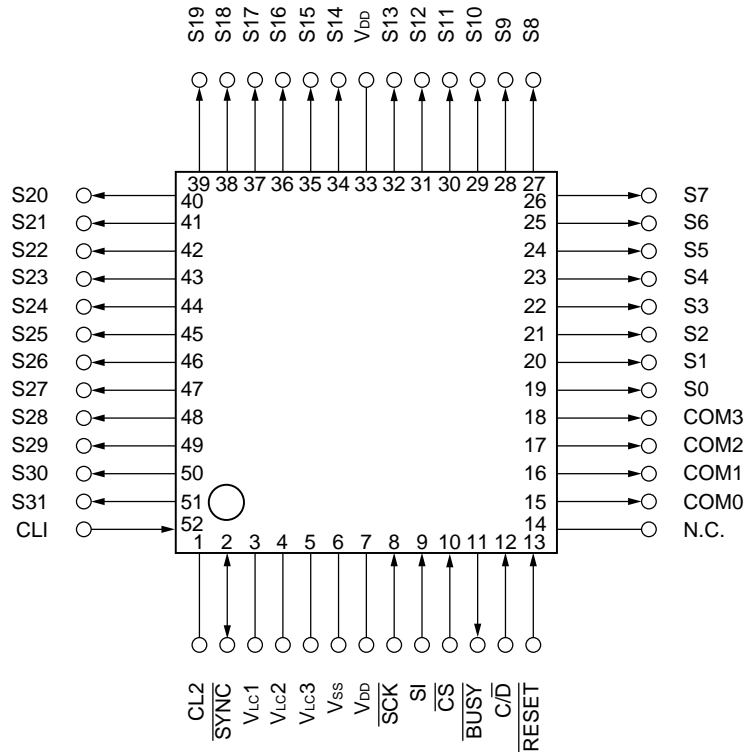 S19 S18 S17 S16 S15 S14 VDD S13 S12 S11 S10 S9 S8
39 38 37 36 35 34 33 32 31 30 29 28 27
S20 40 26 S7
S21 41 25 S6
S22 42 24 S5
S23 43 23 S4
S24 44 22 S3
S25 45 21 S2
S26 46 20 S1
S27 47 19 S0
S28 48 18 COM3
S29 49 17 COM2
S30 50 16 COM1
S31 51 15 COM0
CLI 52 14 N.C.
1 2 3 4 5 6 7 8 9 10 11 12 13
CL2 S̅Y̅N̅C̅ VLC1 VLC2 VLC3 VSS VDD S̅C̅K̅ SI C̅S̅ B̅U̅S̅Y̅ C̅/D R̅E̅S̅E̅T̅